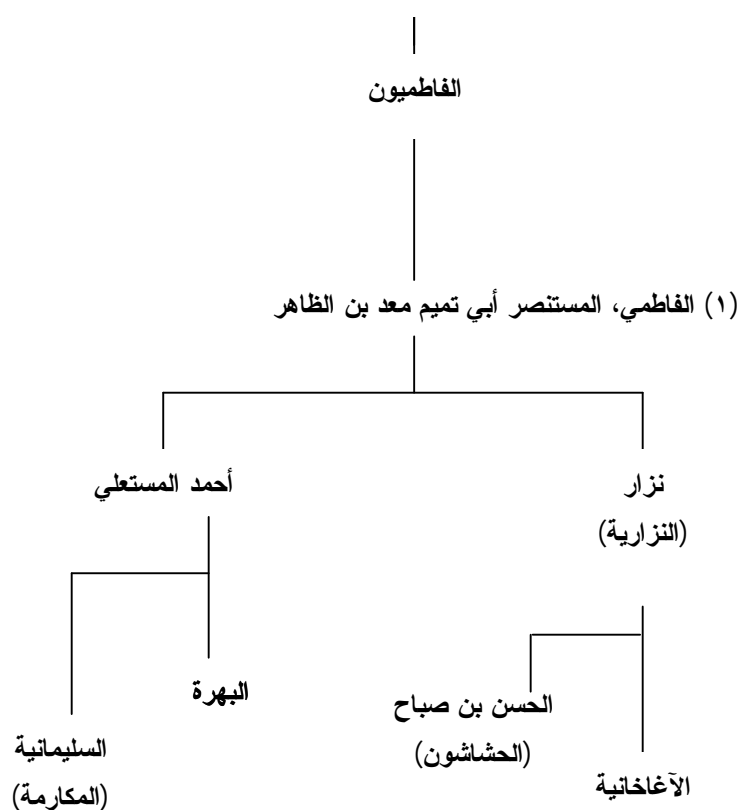 الفاطميون
(١) الفاطمي، المستنصر أبي تميم معد بن الظاهر
نزار
(النزارية)
أحمد المستعلي
الحسن بن صباح
(الحشاشون)
الآغاخانية
البهرة
السليمانية
(المكارمة)